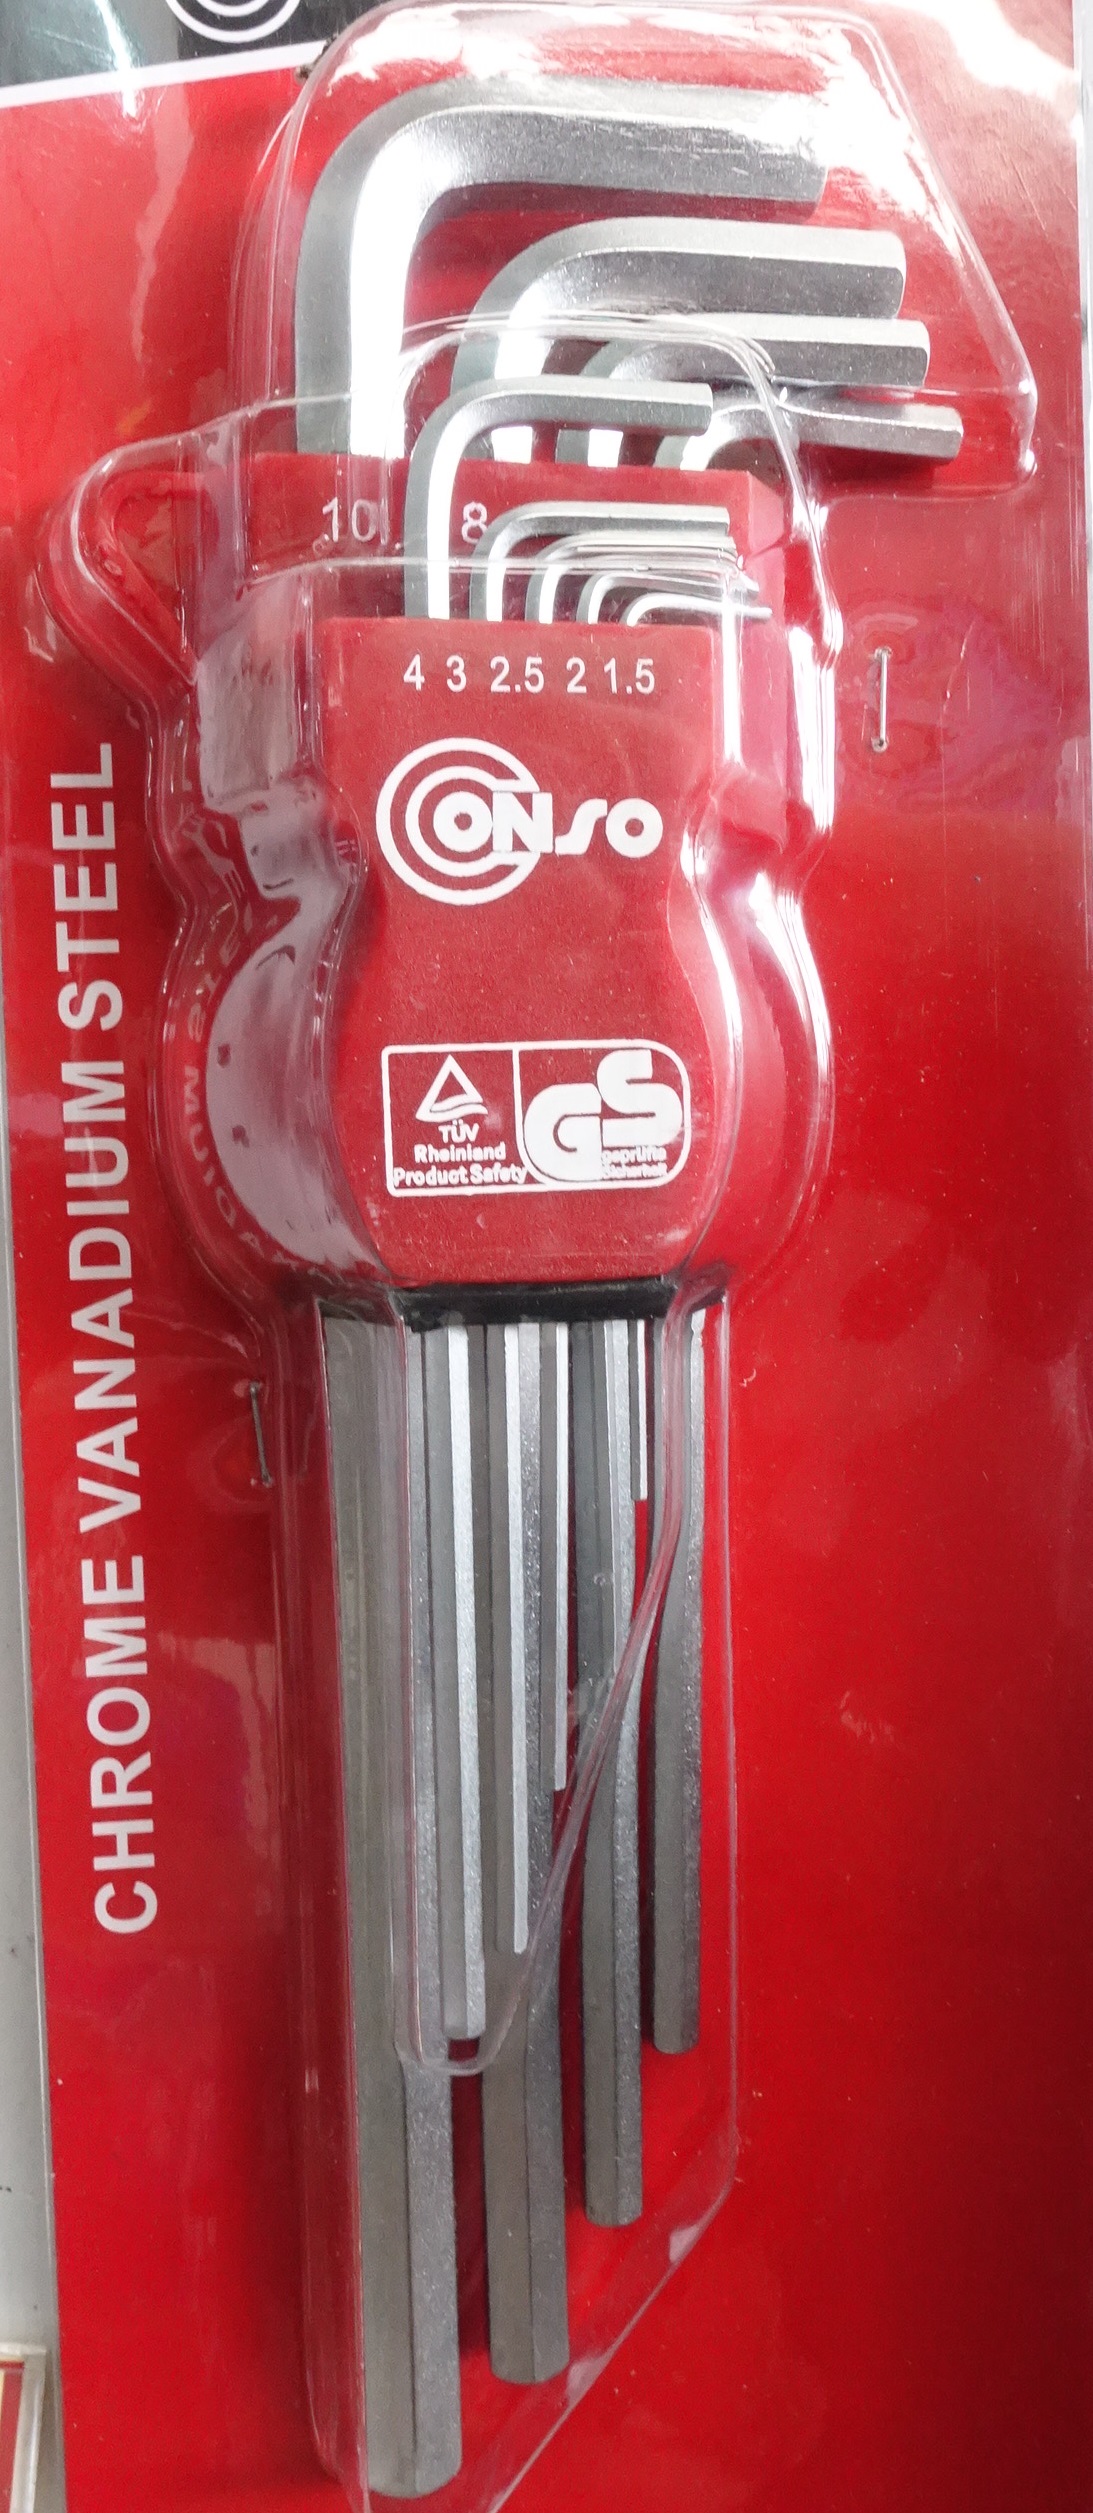 10 8
4 3 2.5 2 1.5
CONSO
TÜV
Rheinland
Product Safety
GS
geprüfte
Sicherheit
CHROME VANADIUM STEEL